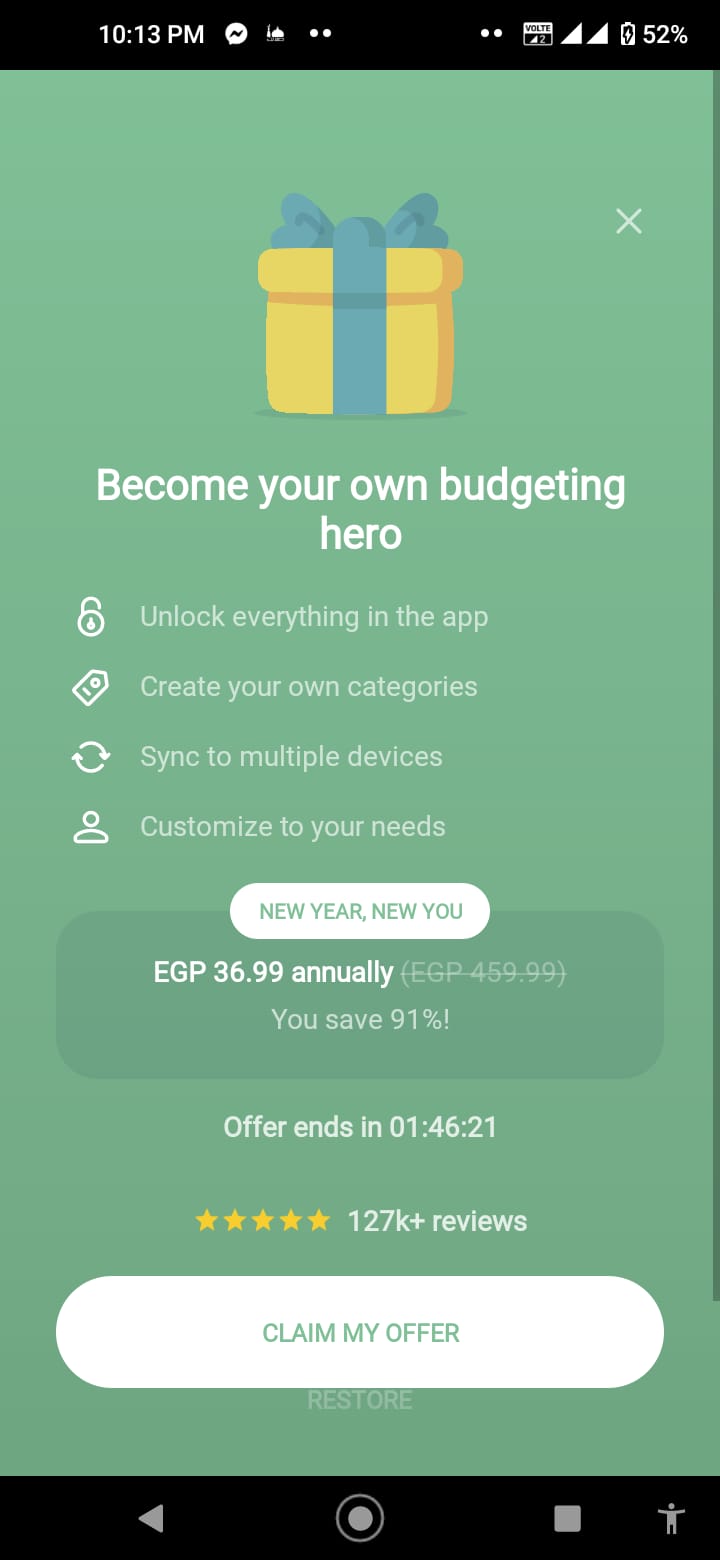 10:13 PM
VOLTE
2
52%
Become your own budgeting
hero
Unlock everything in the app
Create your own categories
Sync to multiple devices
Customize to your needs
NEW YEAR, NEW YOU
EGP 36.99 annually (EGP 459.99)
You save 91%!
Offer ends in 01:46:21
127k+ reviews
CLAIM MY OFFER
RESTORE